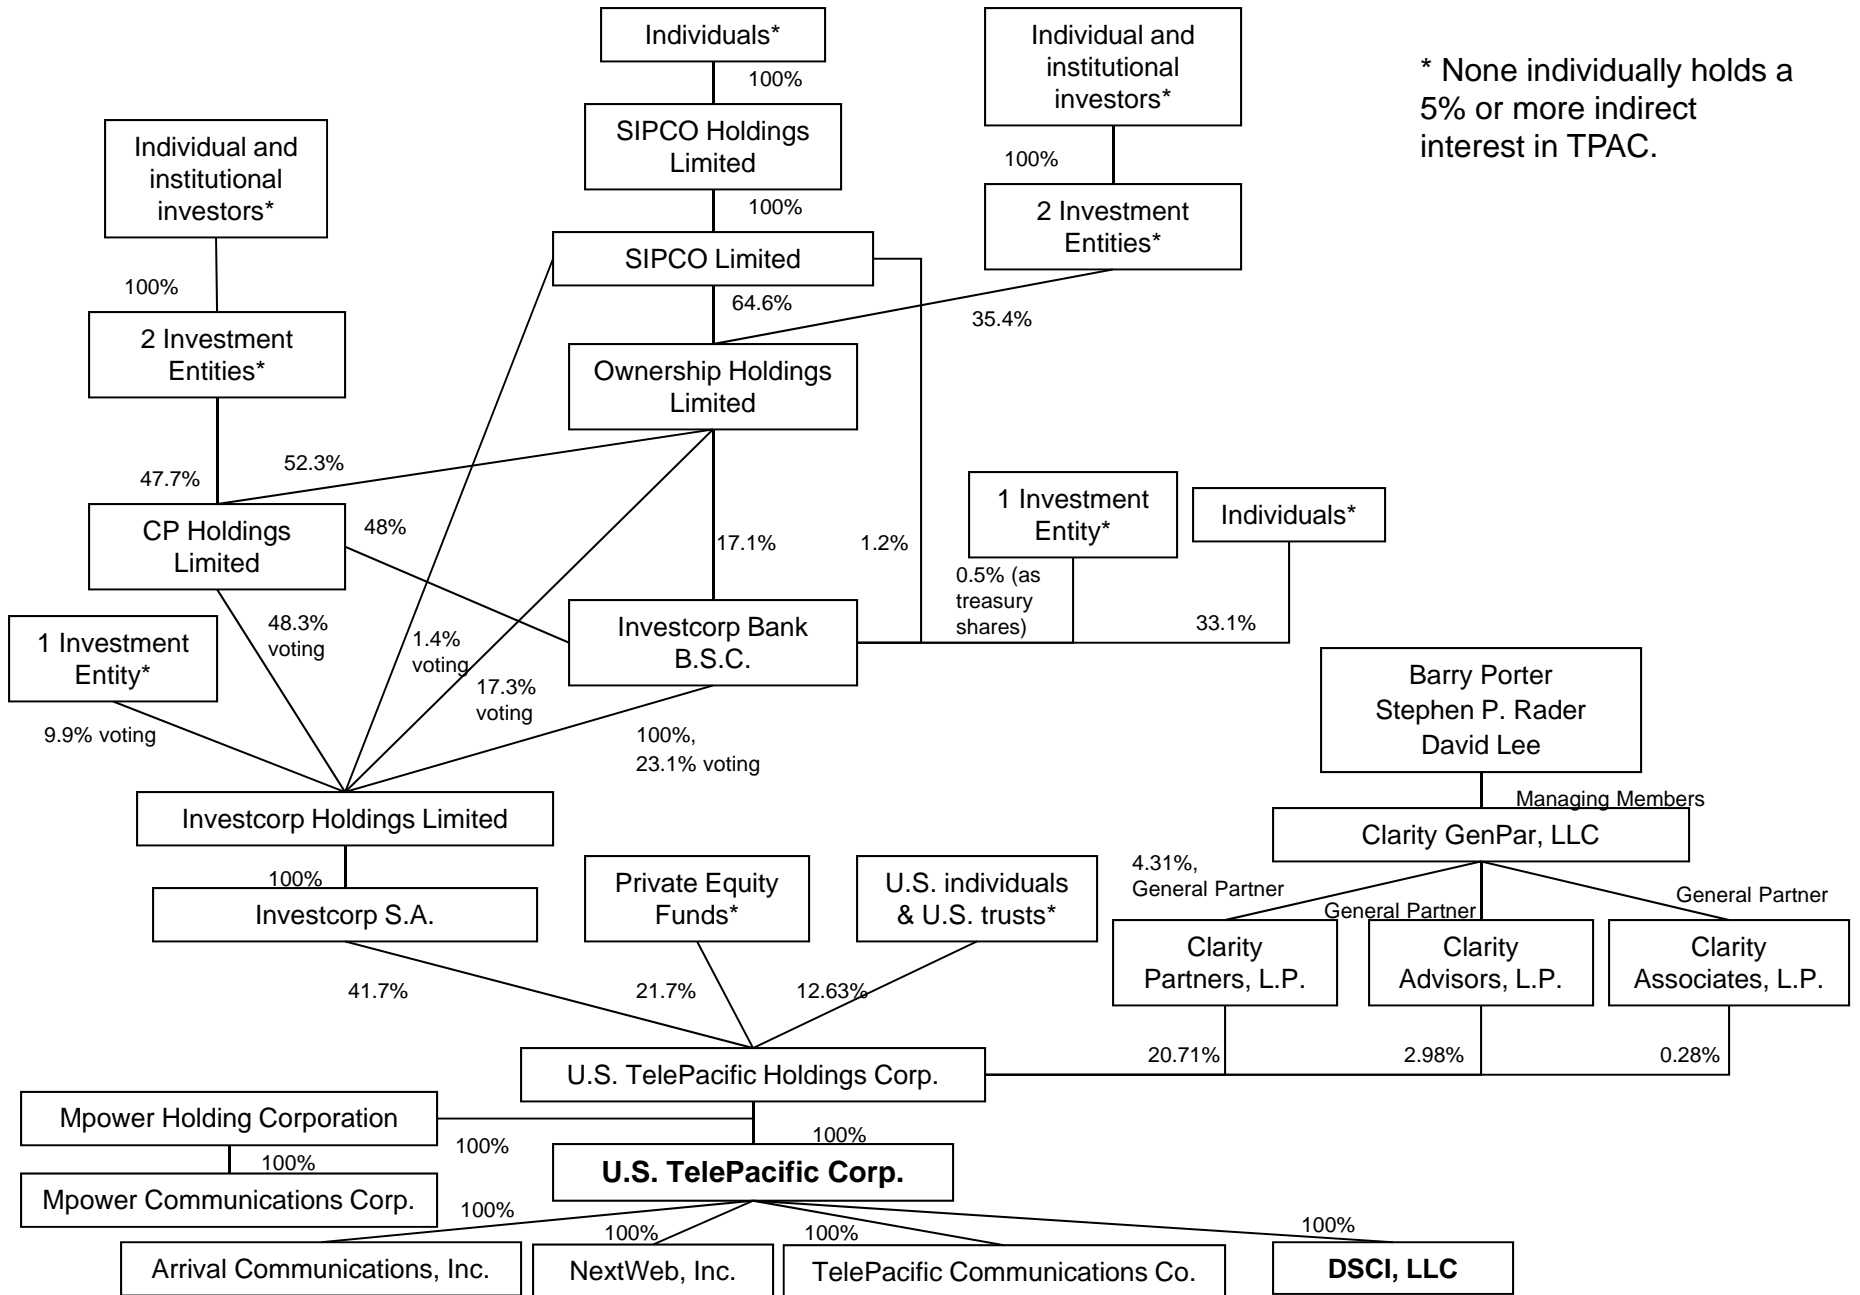 Individuals*
100%
SIPCO Holdings
Limited
100%
SIPCO Limited
64.6%
Individual and
institutional
investors*
100%
2 Investment
Entities*
35.4%
* None individually holds a
5% or more indirect
interest in TPAC.
Individual and
institutional
investors*
100%
2 Investment
Entities*
47.7%
52.3%
Ownership Holdings
Limited
CP Holdings
Limited
48%
17.1%
1.2%
1 Investment
Entity*
0.5% (as
treasury
shares)
Individuals*
33.1%
1 Investment
Entity*
9.9% voting
48.3%
voting
1.4%
voting
17.3%
voting
Investcorp Bank
B.S.C.
100%,
23.1% voting
Investcorp Holdings Limited
100%
Investcorp S.A.
41.7%
Private Equity
Funds*
21.7%
U.S. individuals
& U.S. trusts*
12.63%
Barry Porter
Stephen P. Rader
David Lee
Managing Members
Clarity GenPar, LLC
4.31%,
General Partner
General Partner
General Partner
Clarity
Partners, L.P.
Clarity
Advisors, L.P.
Clarity
Associates, L.P.
20.71%
2.98%
0.28%
U.S. TelePacific Holdings Corp.
Mpower Holding Corporation
100%
100%
100%
Mpower Communications Corp.
U.S. TelePacific Corp.
100%
100%
100%
100%
Arrival Communications, Inc.
NextWeb, Inc.
TelePacific Communications Co.
DSCI, LLC